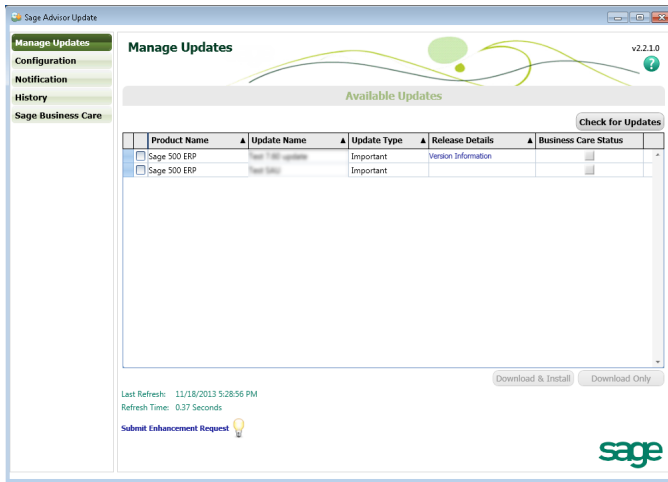 Sage Advisor Update
Manage Updates
Configuration
Notification
History
Sage Business Care
Manage Updates
v2.2.1.0
?
Available Updates
Check for Updates
Product Name Update Name Update Type Release Details Business Care Status
Sage 500 ERP Important Version Information
Sage 500 ERP Important
Download & Install Download Only
Last Refresh: 11/18/2013 5:28:56 PM
Refresh Time: 0.37 Seconds
Submit Enhancement Request
sage